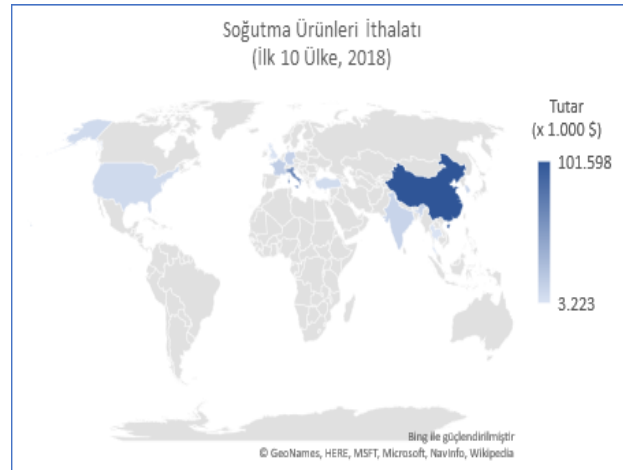 Soğutma Ürünleri İthalatı
(İlk 10 Ülke, 2018)
Tutar
(x 1.000 $)
101.598
3.223
Bing ile güçlendirilmiştir
© GeoNames, HERE, MSFT, Microsoft, NavInfo, Wikipedia